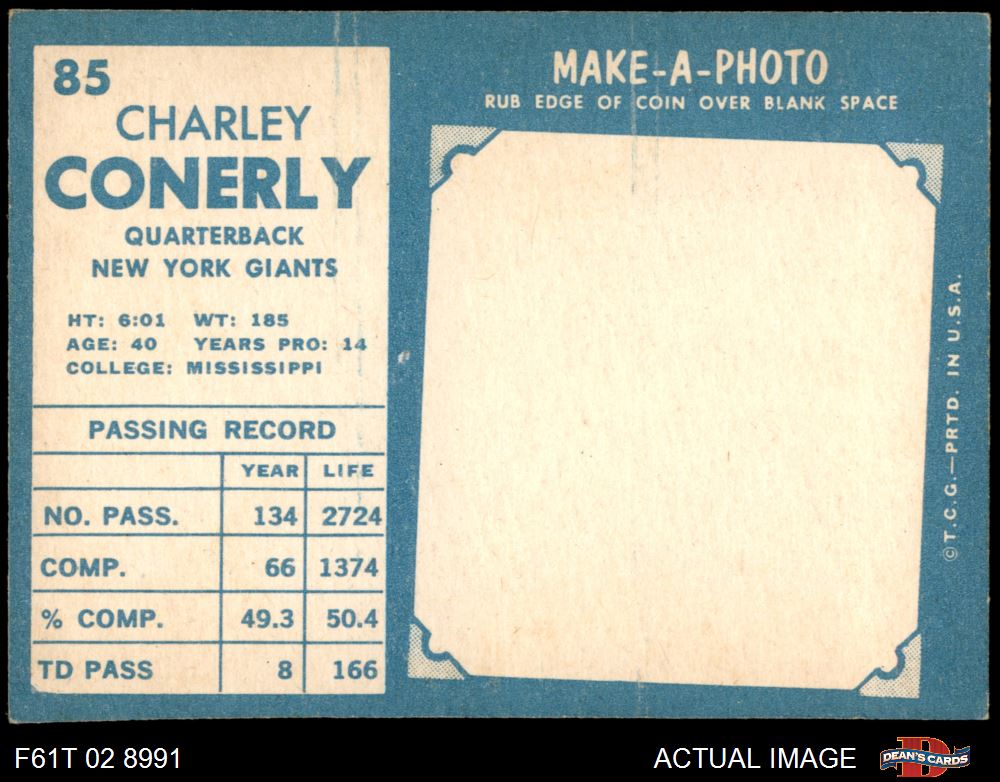 85
CHARLEY
CONERLY
QUARTERBACK
NEW YORK GIANTS
HT: 6:01 WT: 185
AGE: 40 YEARS PRO: 14
COLLEGE: MISSISSIPPI
PASSING RECORD
YEAR LIFE
NO. PASS. 134 2724
COMP. 66 1374
% COMP. 49.3 50.4
TD PASS 8 166
MAKE-A-PHOTO
RUB EDGE OF COIN OVER BLANK SPACE
©T.C.G.—PRTD. IN U.S.A.
F61T 02 8991
ACTUAL IMAGE
D
DEAN'S CARDS